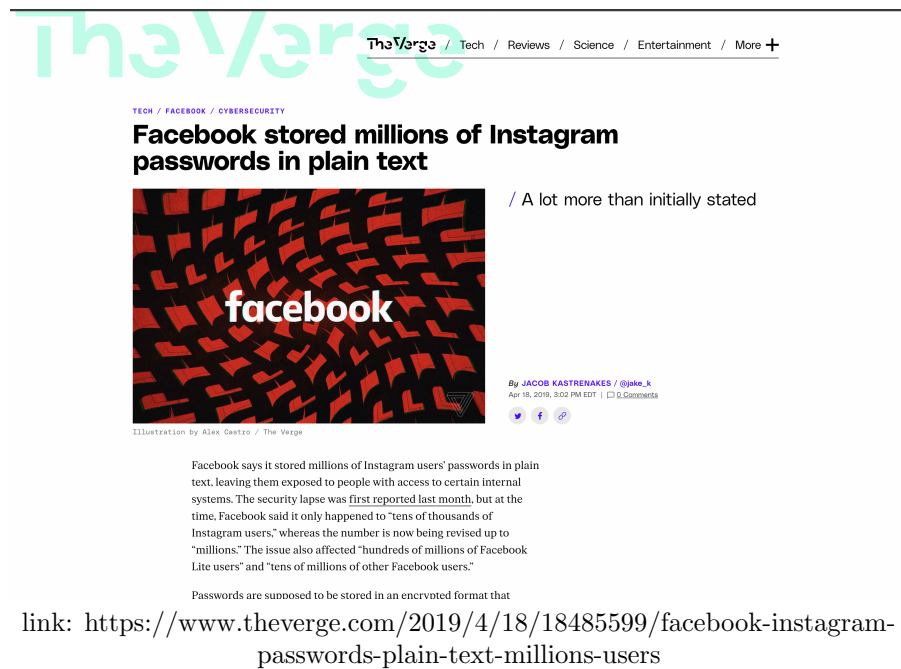 The Verge
The Verge / Tech / Reviews / Science / Entertainment / More +
TECH / FACEBOOK / CYBERSECURITY
Facebook stored millions of Instagram
passwords in plain text
/ A lot more than initially stated
facebook
By JACOB KASTRENAKES / @jake_k
Apr 18, 2019, 3:02 PM EDT | 0 Comments
Illustration by Alex Castro / The Verge
Facebook says it stored millions of Instagram users' passwords in plain
text, leaving them exposed to people with access to certain internal
systems. The security lapse was first reported last month, but at the
time, Facebook said it only happened to “tens of thousands of
Instagram users,” whereas the number is now being revised up to
“millions.” The issue also affected “hundreds of millions of Facebook
Lite users” and “tens of millions of other Facebook users.”
Passwords are supposed to be stored in an encrypted format that
link: https://www.theverge.com/2019/4/18/18485599/facebook-instagram-
passwords-plain-text-millions-users